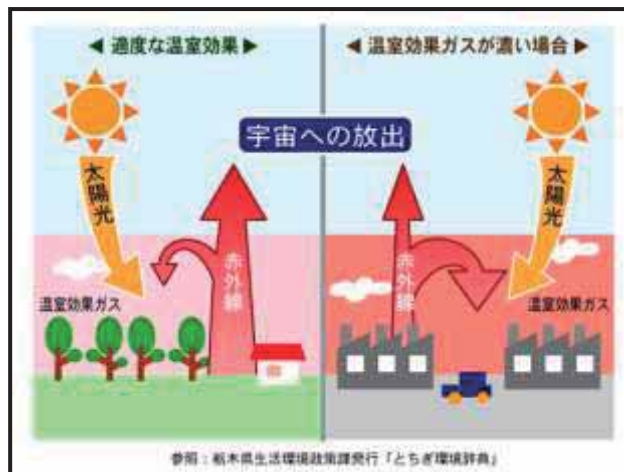 ◀ 適度な温室効果 ▶
◀ 温室効果ガスが濃い場合 ▶
宇宙への放出
太陽光
赤外線
温室効果ガス
太陽光
赤外線
温室効果ガス
参照：栃木県生活環境政策課発行「とちぎ環境辞典」